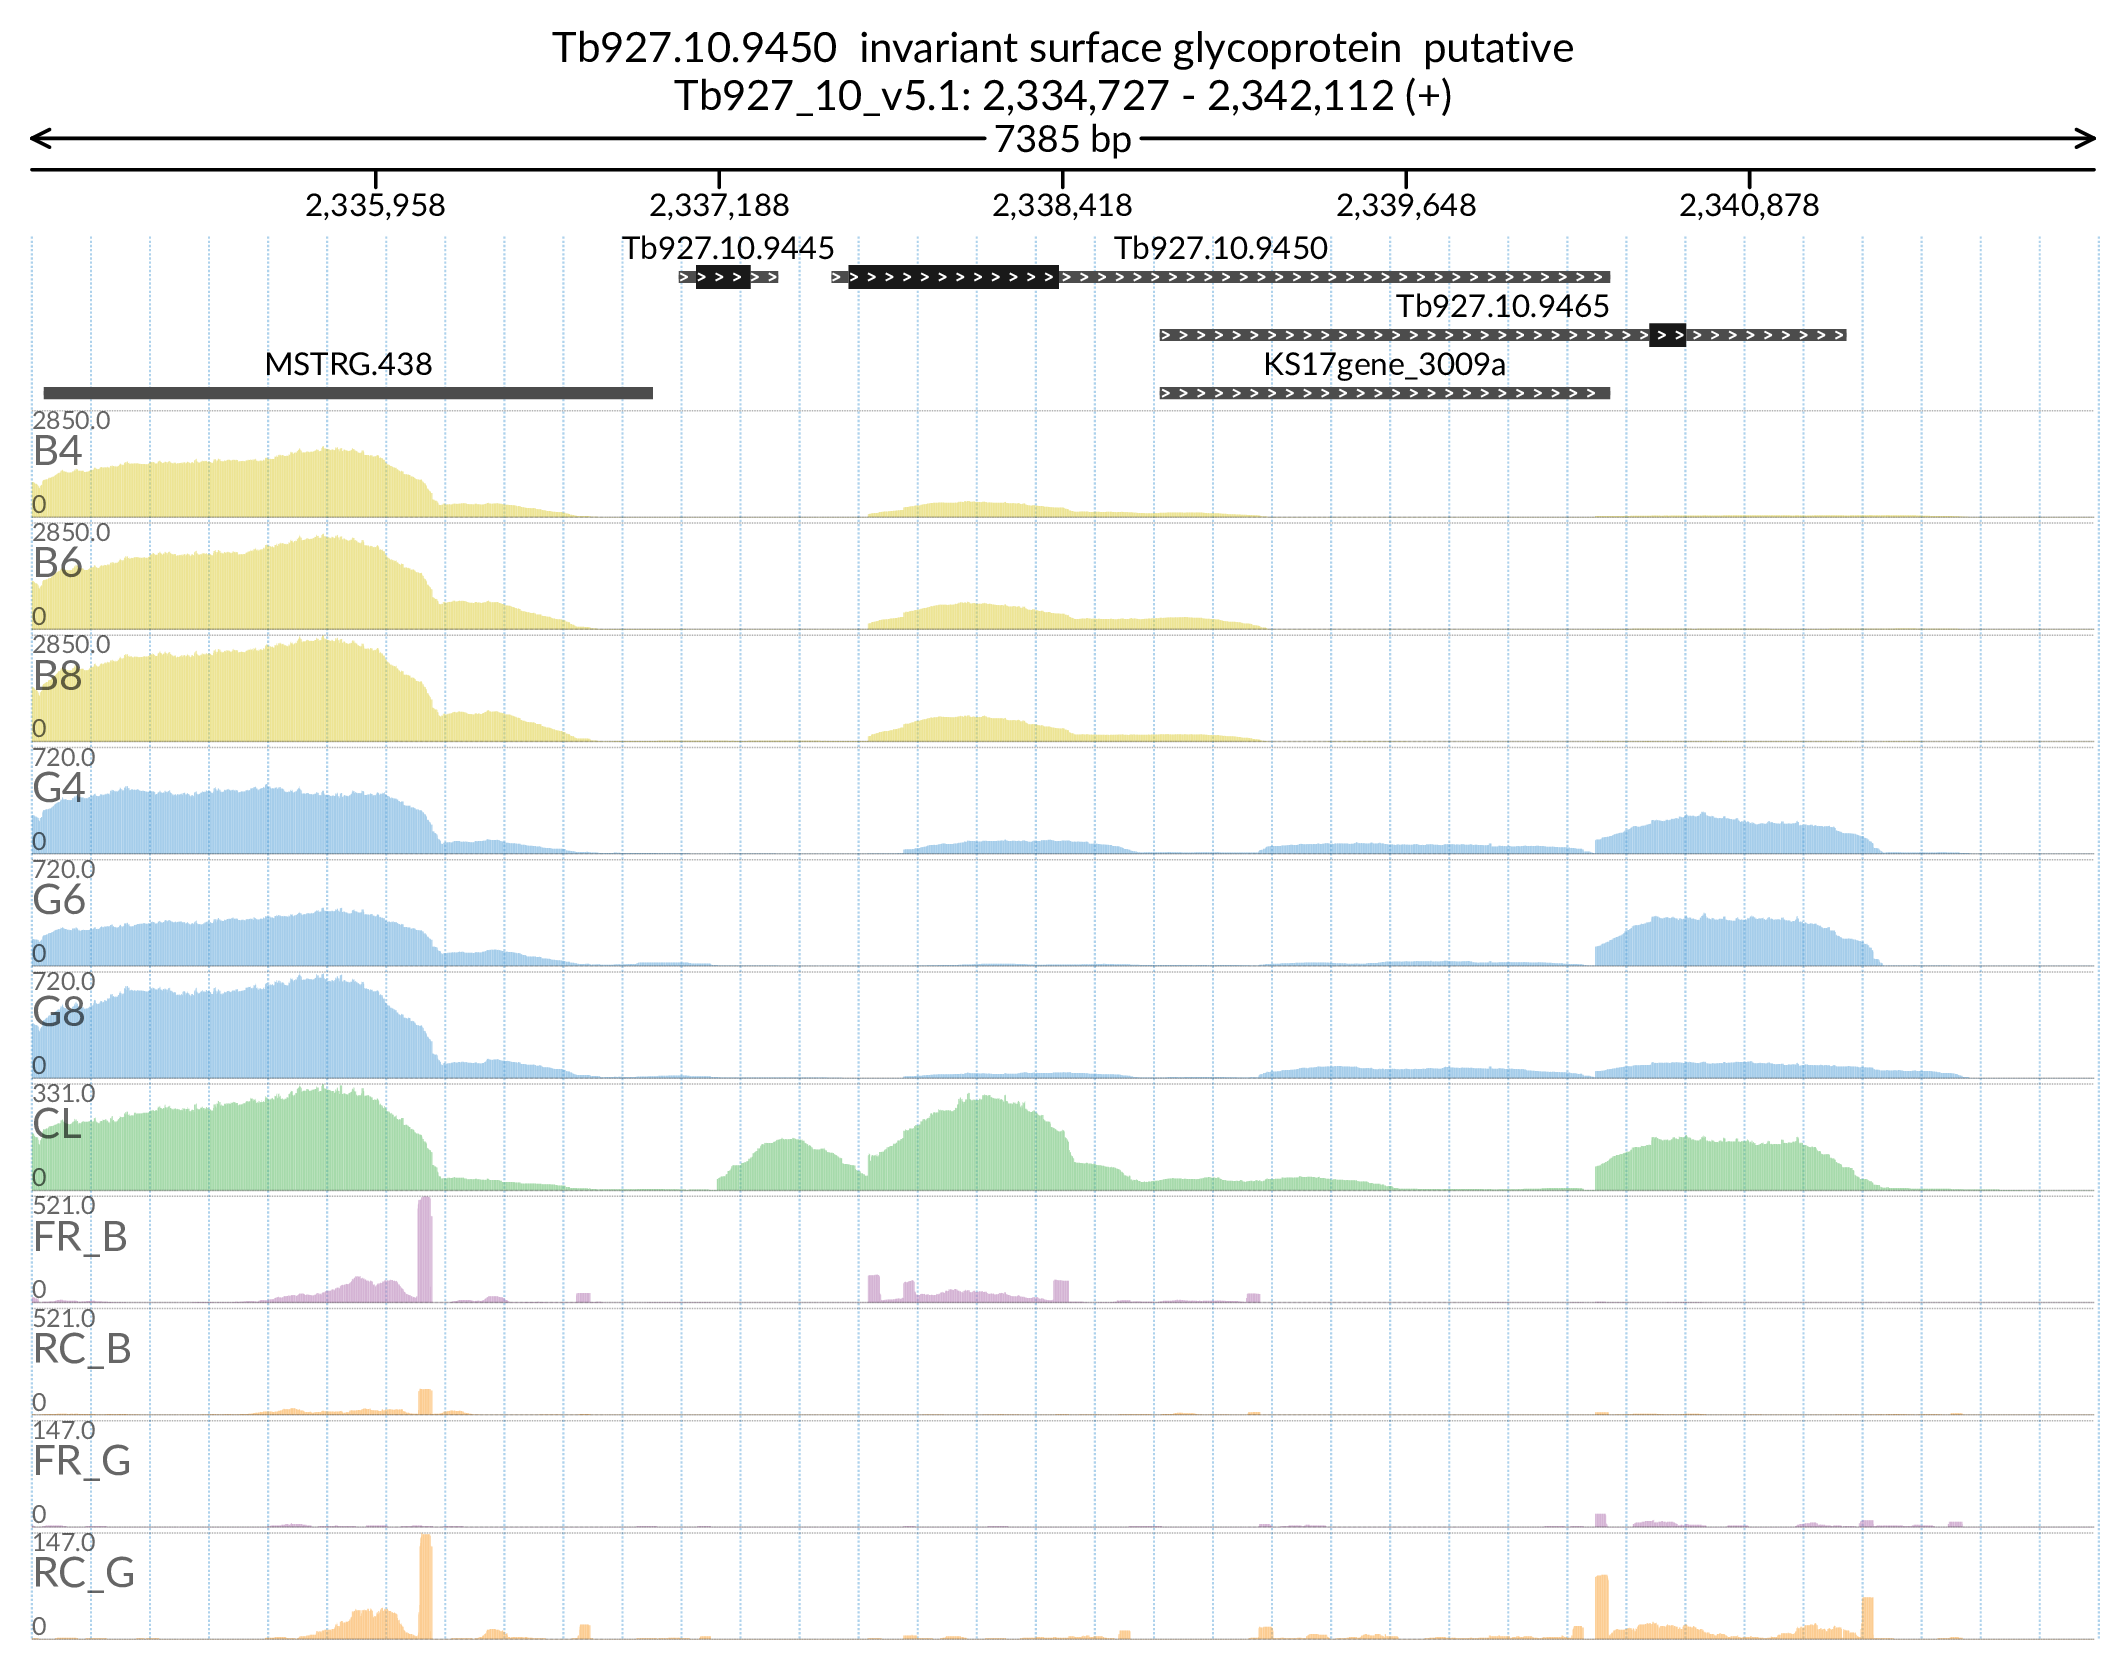 Tb927.10.9450  invariant surface glycoprotein  putative
Tb927_10_v5.1: 2,334,727 - 2,342,112 (+)
7385 bp
2,335,958 2,337,188 2,338,418 2,339,648 2,340,878
Tb927.10.9445 Tb927.10.9450
Tb927.10.9465
MSTRG.438 KS17gene_3009a
2850.0
B4
0
2850.0
B6
0
2850.0
B8
0
720.0
G4
0
720.0
G6
0
720.0
G8
0
331.0
CL
0
521.0
FR_B
0
521.0
RC_B
0
147.0
FR_G
0
147.0
RC_G
0